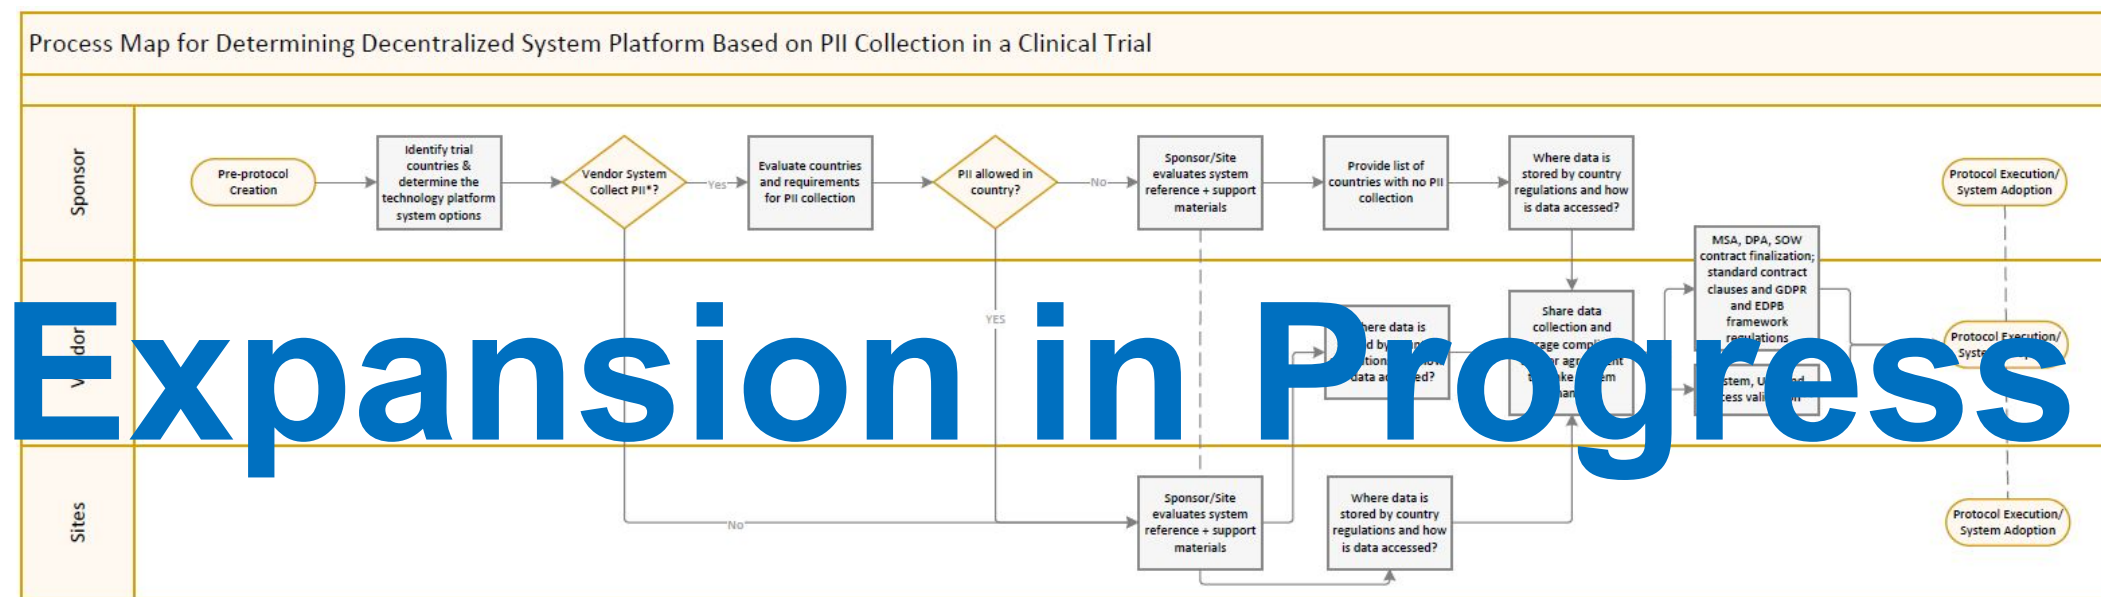 Process Map for Determining Decentralized System Platform Based on PII Collection in a Clinical Trial
Sponsor
Pre-protocol
Creation
Identify trial
countries &
determine the
technology platform
system options
Vendor System
Collect PII*?
Yes
Evaluate countries
and requirements
for PII collection
PII allowed in
country?
No
Sponsor/Site
evaluates system
reference + support
materials
Provide list of
countries with no PII
collection
Where data is
stored by country
regulations and how
is data accessed?
Protocol Execution/
System Adoption
MSA, DPA, SOW
contract finalization;
standard contract
clauses and GDPR
and EDPB
framework
regulations
YES
data is
Share data
collection and
Protocol Execution/
Expansion in Progress
Sites
No
Sponsor/Site
evaluates system
reference + support
materials
Where data is
stored by country
regulations and how
is data accessed?
Protocol Execution/
System Adoption